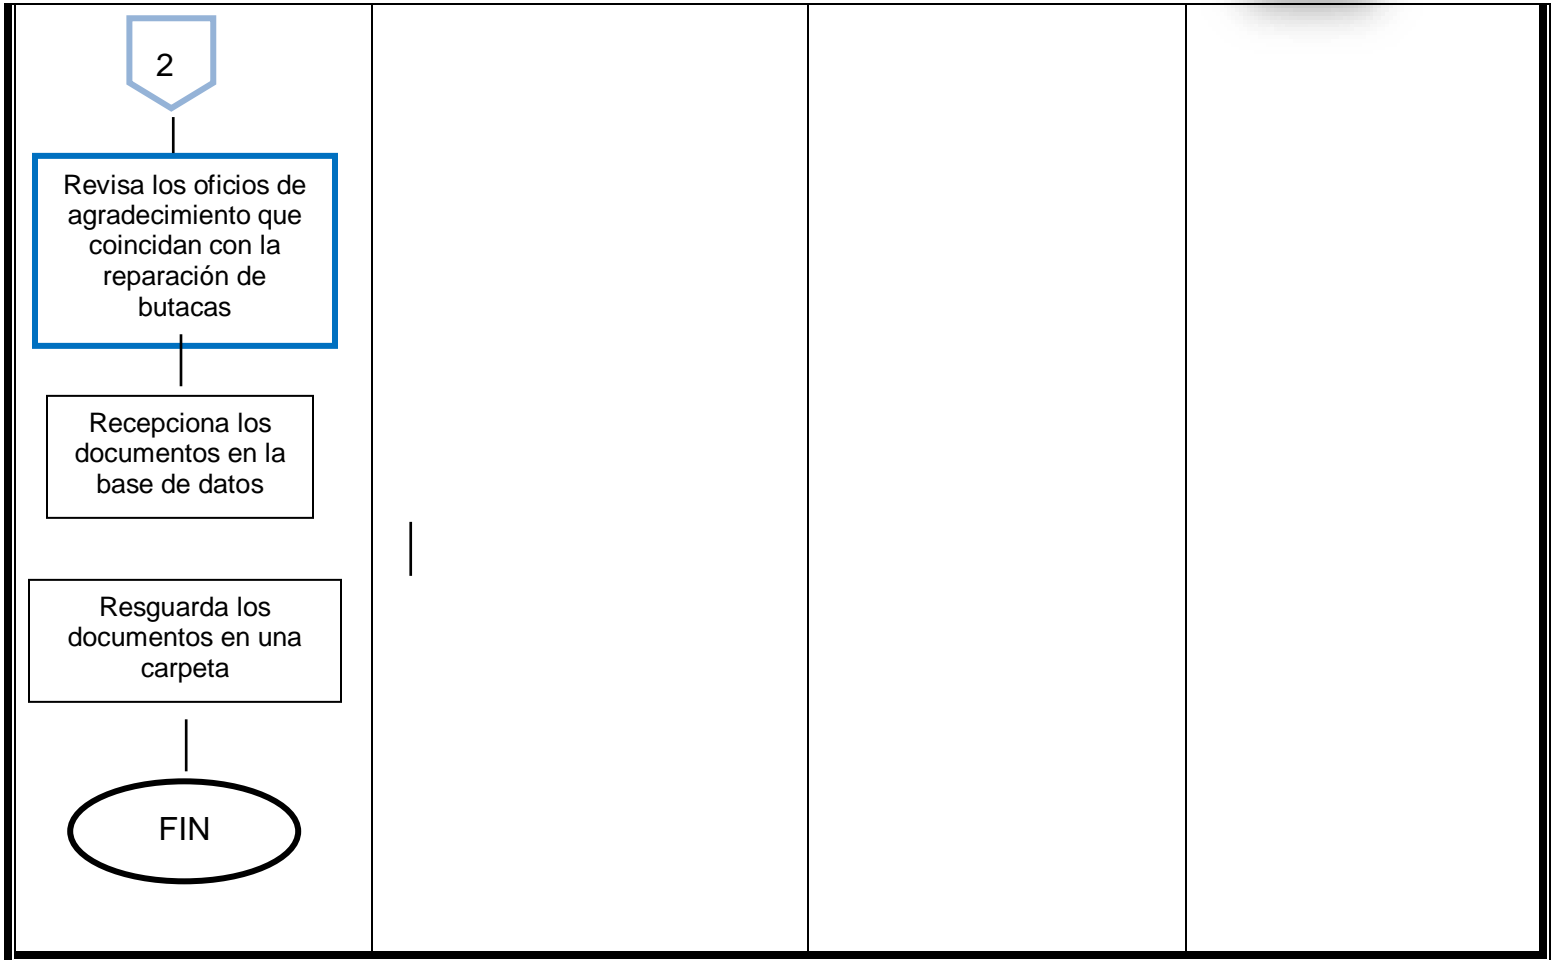 2
Revisa los oficios de
agradecimiento que
coincidan con la
reparación de
butacas
Recepciona los
documentos en la
base de datos
Resguarda los
documentos en una
carpeta
FIN